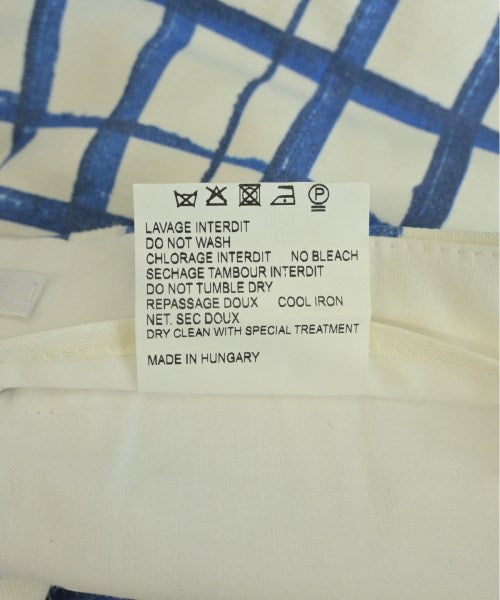 P
LAVAGE INTERDIT
DO NOT WASH
CHLORAGE INTERDIT NO BLEACH
SECHAGE TAMBOUR INTERDIT
DO NOT TUMBLE DRY
REPASSAGE DOUX COOL IRON
NET. SEC DOUX
DRY CLEAN WITH SPECIAL TREATMENT
MADE IN HUNGARY